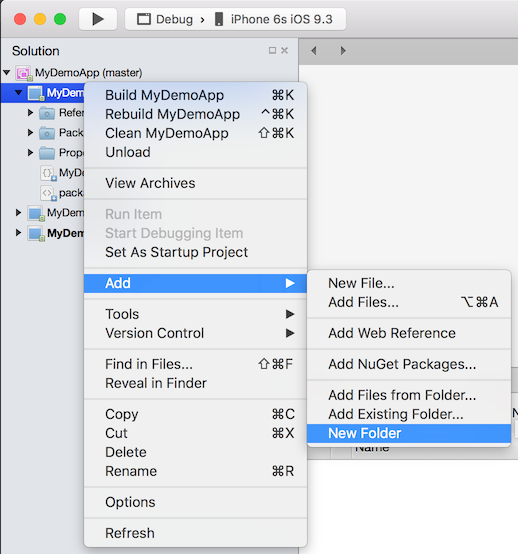 Debug > iPhone 6s iOS 9.3
Solution
MyDemoApp (master)
MyDem
Refer
Pack
Prope
MyDe
pack
MyDem
MyDem
Build MyDemoApp ⌘K
Rebuild MyDemoApp ^⌘K
Clean MyDemoApp ⇧⌘K
Unload
View Archives
Run Item
Start Debugging Item
Set As Startup Project
Add
Tools
Version Control
Find in Files... ⇧⌘F
Reveal in Finder
Copy ⌘C
Cut ⌘X
Delete
Rename ⌘R
Options
Refresh
New File...
Add Files... ⌥⌘A
Add Web Reference
Add NuGet Packages...
Add Files from Folder...
Add Existing Folder...
New Folder
Name